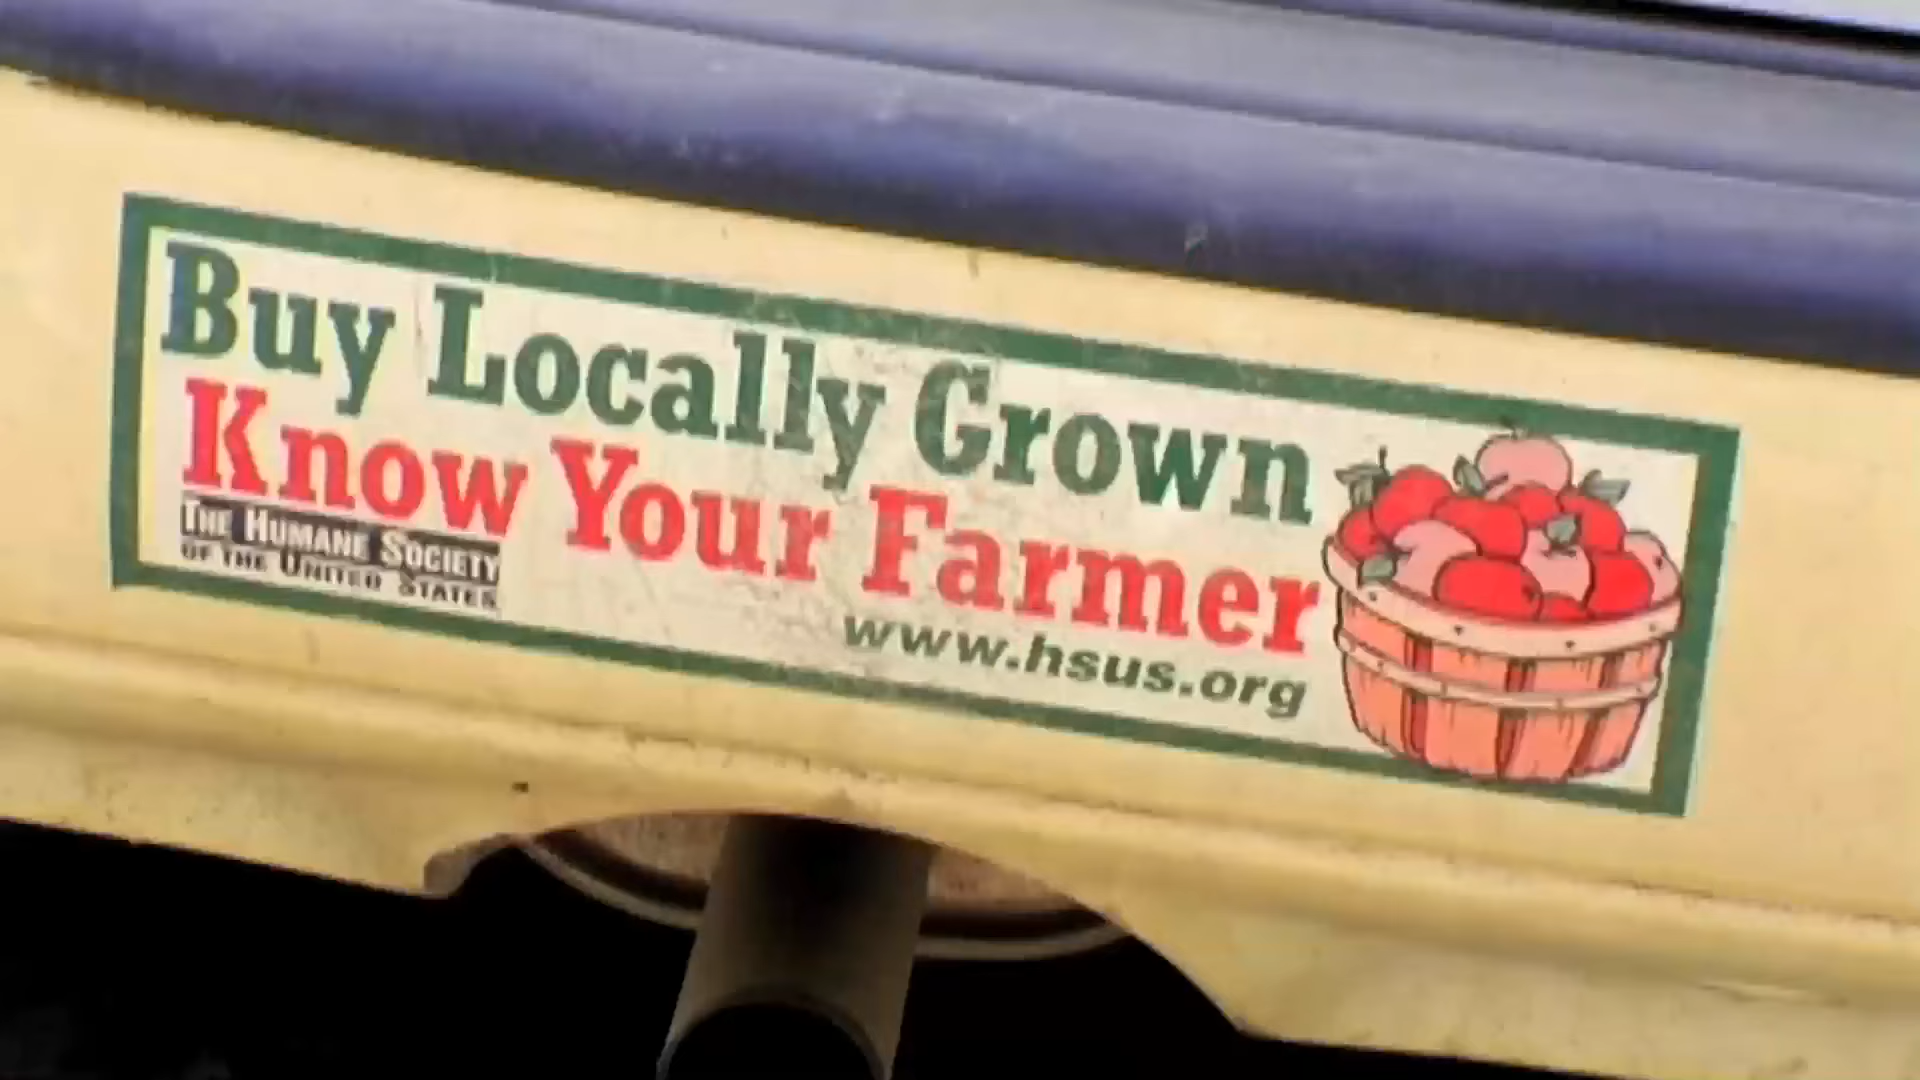 Buy Locally Grown
Know Your Farmer
THE HUMANE SOCIETY
OF THE UNITED STATES
www.hsus.org